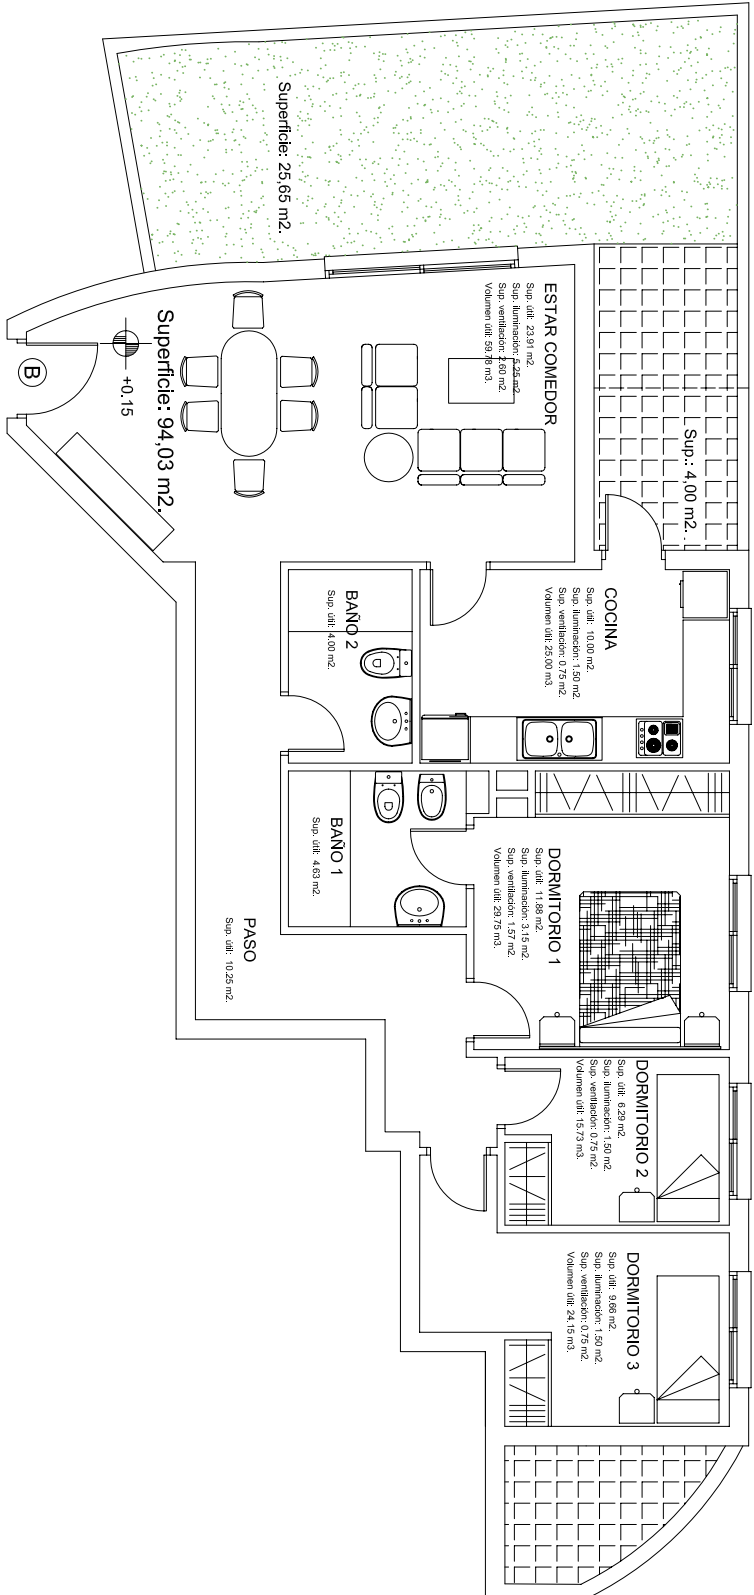 Superficie: 25,65 m2.
ESTAR COMEDOR
Sup. útil: 23.91 m2.
Sup. iluminación: 5.25 m2.
Sup. ventilación: 2.60 m2.
Volumen útil: 59.78 m3.
Sup.: 4,00 m2.
B
+0.15
Superficie: 94,03 m2.
COCINA
Sup. útil: 10.00 m2.
Sup. iluminación: 1.50 m2.
Sup. ventilación: 0.75 m2.
Volumen útil: 25.00 m3.
BAÑO 2
Sup. útil: 4.00 m2.
BAÑO 1
Sup. útil: 4.63 m2.
DORMITORIO 1
Sup. útil: 11.88 m2.
Sup. iluminación: 3.15 m2.
Sup. ventilación: 1.57 m2.
Volumen útil: 29.75 m3.
PASO
Sup. útil: 10.25 m2.
DORMITORIO 2
Sup. útil: 6.29 m2.
Sup. iluminación: 1.50 m2.
Sup. ventilación: 0.75 m2.
Volumen útil: 15.73 m3.
DORMITORIO 3
Sup. útil: 9.66 m2.
Sup. iluminación: 1.50 m2.
Sup. ventilación: 0.75 m2.
Volumen útil: 24.15 m3.